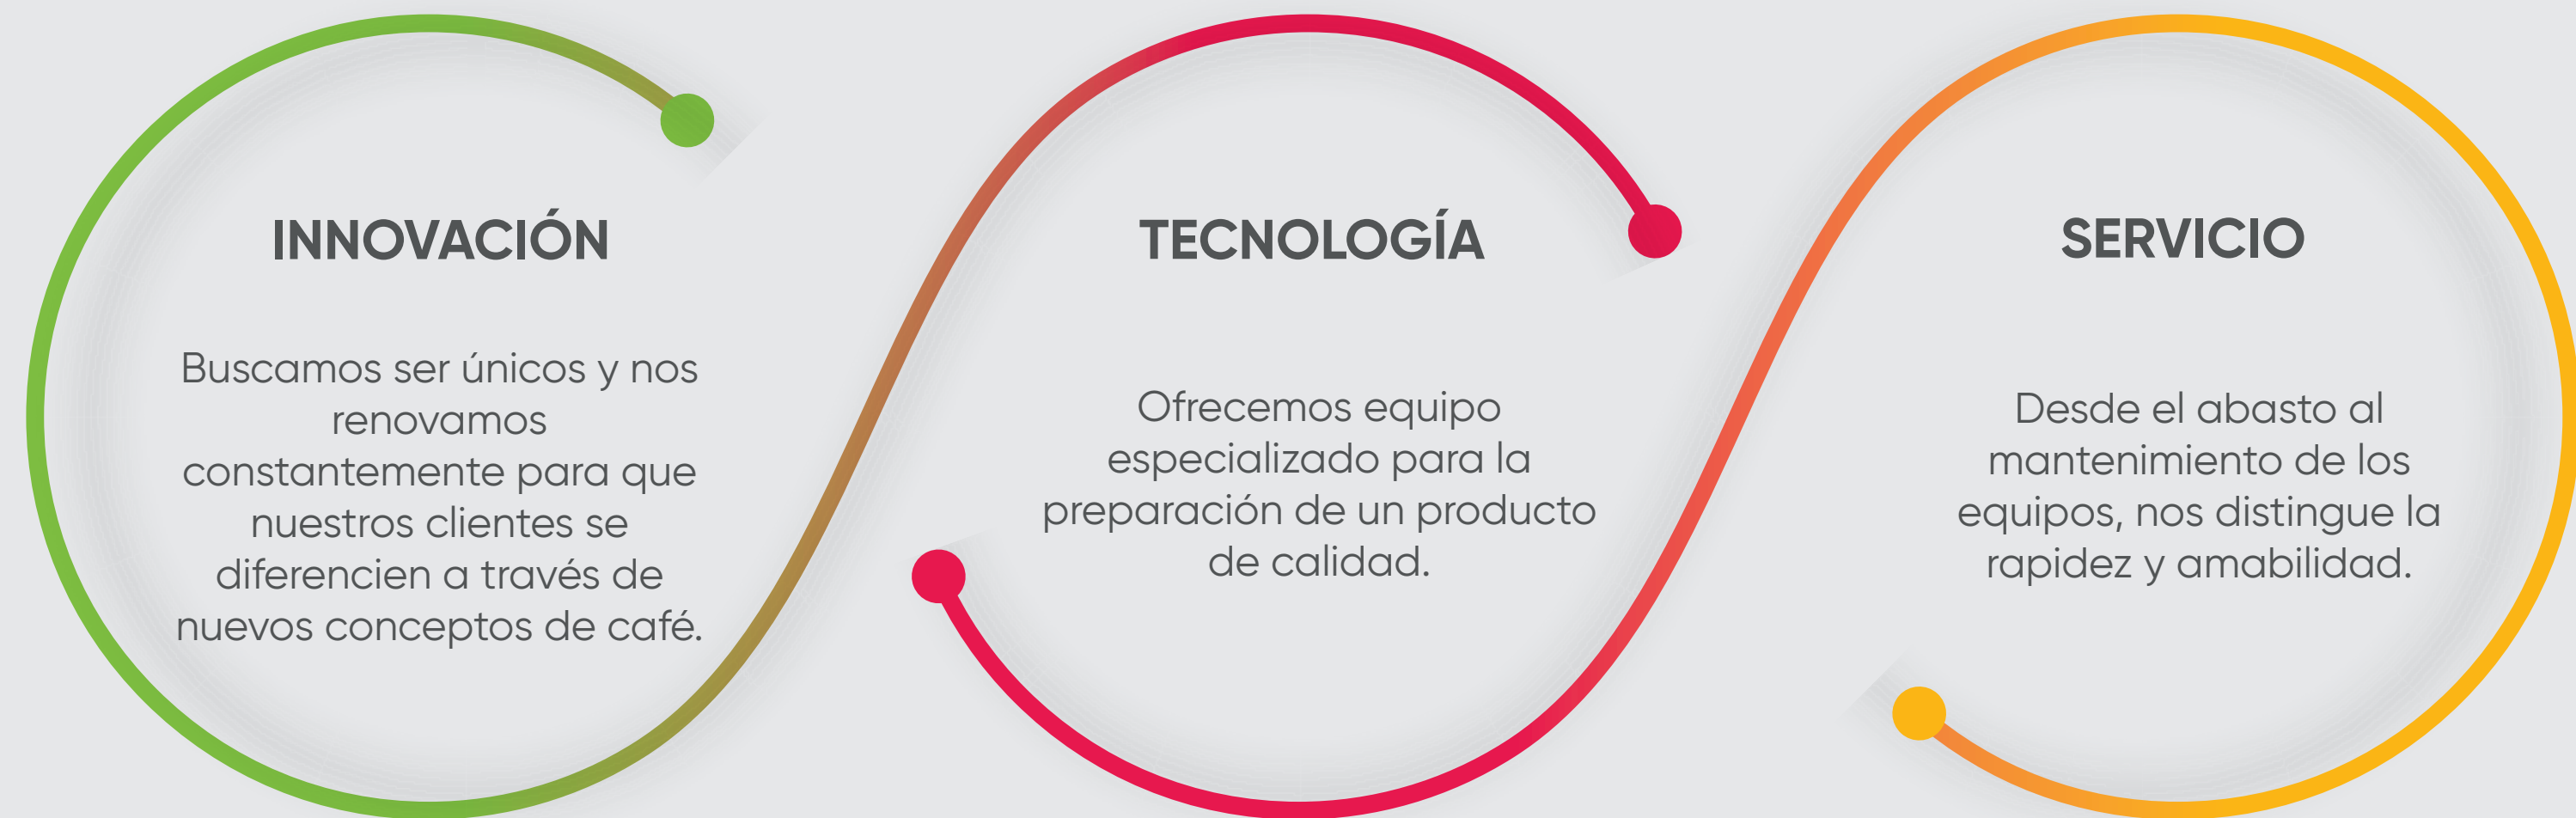 INNOVACIÓN
Buscamos ser únicos y nos
renovamos
constantemente para que
nuestros clientes se
diferencien a través de
nuevos conceptos de café.
TECNOLOGÍA
Ofrecemos equipo
especializado para la
preparación de un producto
de calidad.
SERVICIO
Desde el abasto al
mantenimiento de los
equipos, nos distingue la
rapidez y amabilidad.